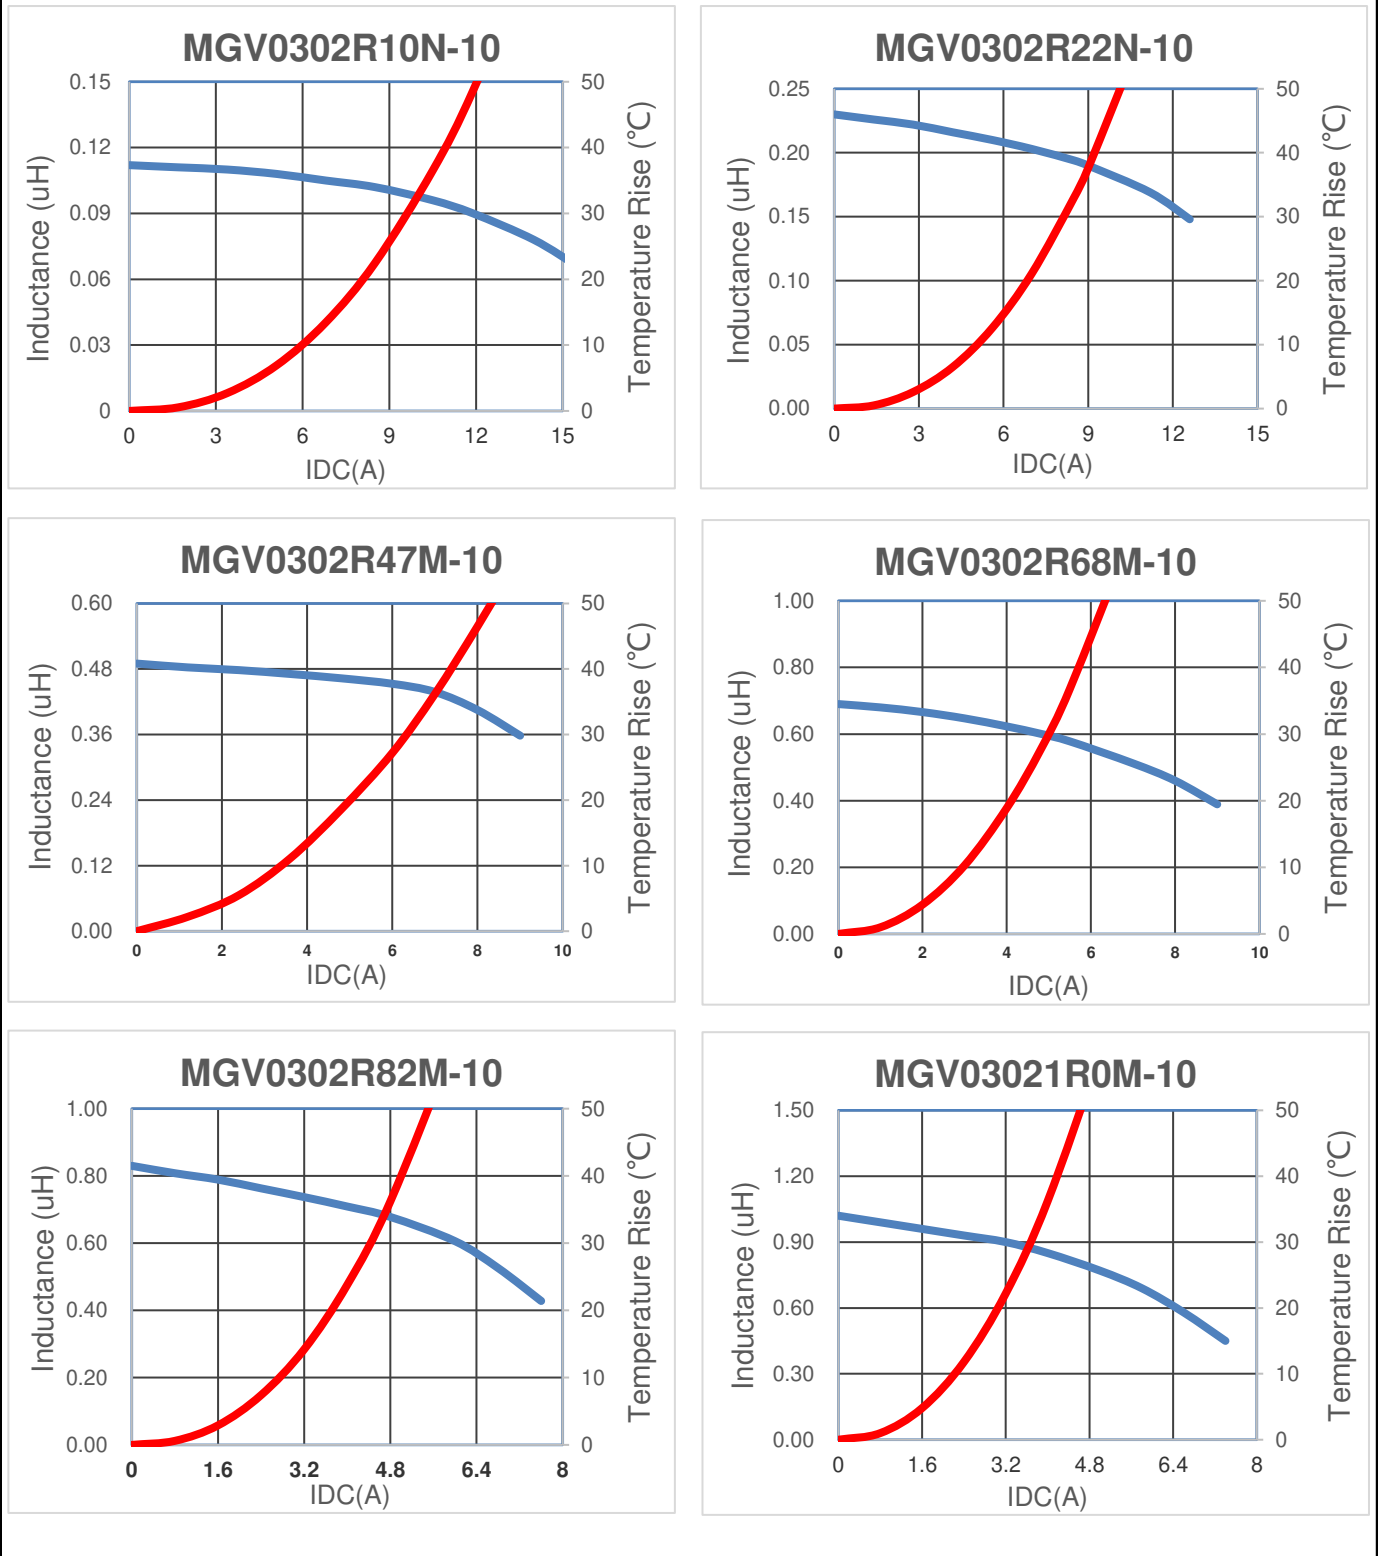 MGV0302R10N-10
0.15
0.12
0.09
0.06
0.03
0
50
40
30
20
10
0
0 3 6 9 12 15
Inductance (uH)
Temperature Rise (℃)
IDC(A)
MGV0302R22N-10
0.25
0.20
0.15
0.10
0.05
0.00
50
40
30
20
10
0
0 3 6 9 12 15
Inductance (uH)
Temperature Rise (℃)
IDC(A)
MGV0302R47M-10
0.60
0.48
0.36
0.24
0.12
0.00
50
40
30
20
10
0
0 2 4 6 8 10
Inductance (uH)
Temperature Rise (℃)
IDC(A)
MGV0302R68M-10
1.00
0.80
0.60
0.40
0.20
0.00
50
40
30
20
10
0
0 2 4 6 8 10
Inductance (uH)
Temperature Rise (℃)
IDC(A)
MGV0302R82M-10
1.00
0.80
0.60
0.40
0.20
0.00
50
40
30
20
10
0
0 1.6 3.2 4.8 6.4 8
Inductance (uH)
Temperature Rise (℃)
IDC(A)
MGV03021R0M-10
1.50
1.20
0.90
0.60
0.30
0.00
50
40
30
20
10
0
0 1.6 3.2 4.8 6.4 8
Inductance (uH)
Temperature Rise (℃)
IDC(A)